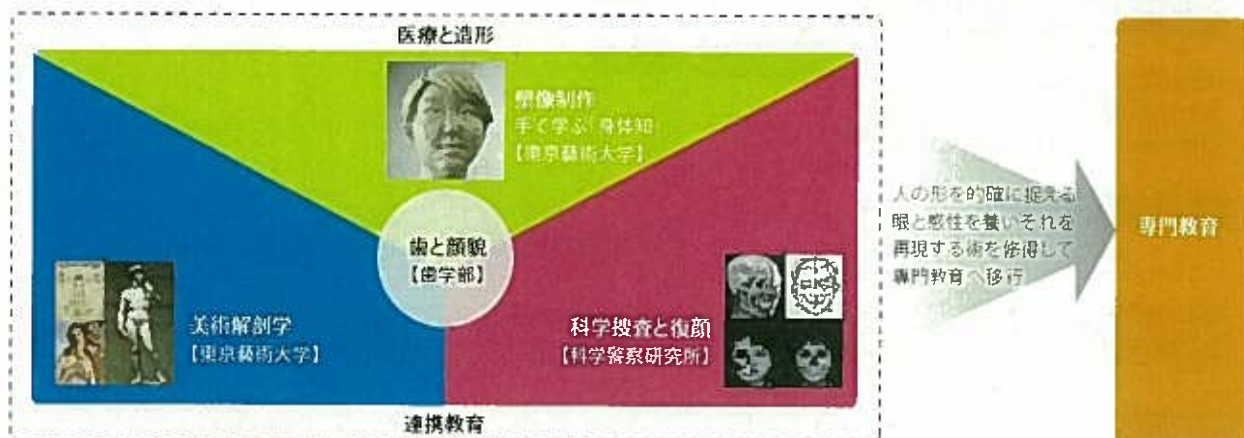 医療と造形
塑像制作
手で学ぶ「身体知」
【東京藝術大学】
歯と顔貌
【歯学部】
美術解剖学
【東京藝術大学】
科学捜査と復顔
【科学警察研究所】
連携教育
人の形を的確に捉える
眼と感性を養いそれを
再現する術を修得して
専門教育へ移行
専門教育